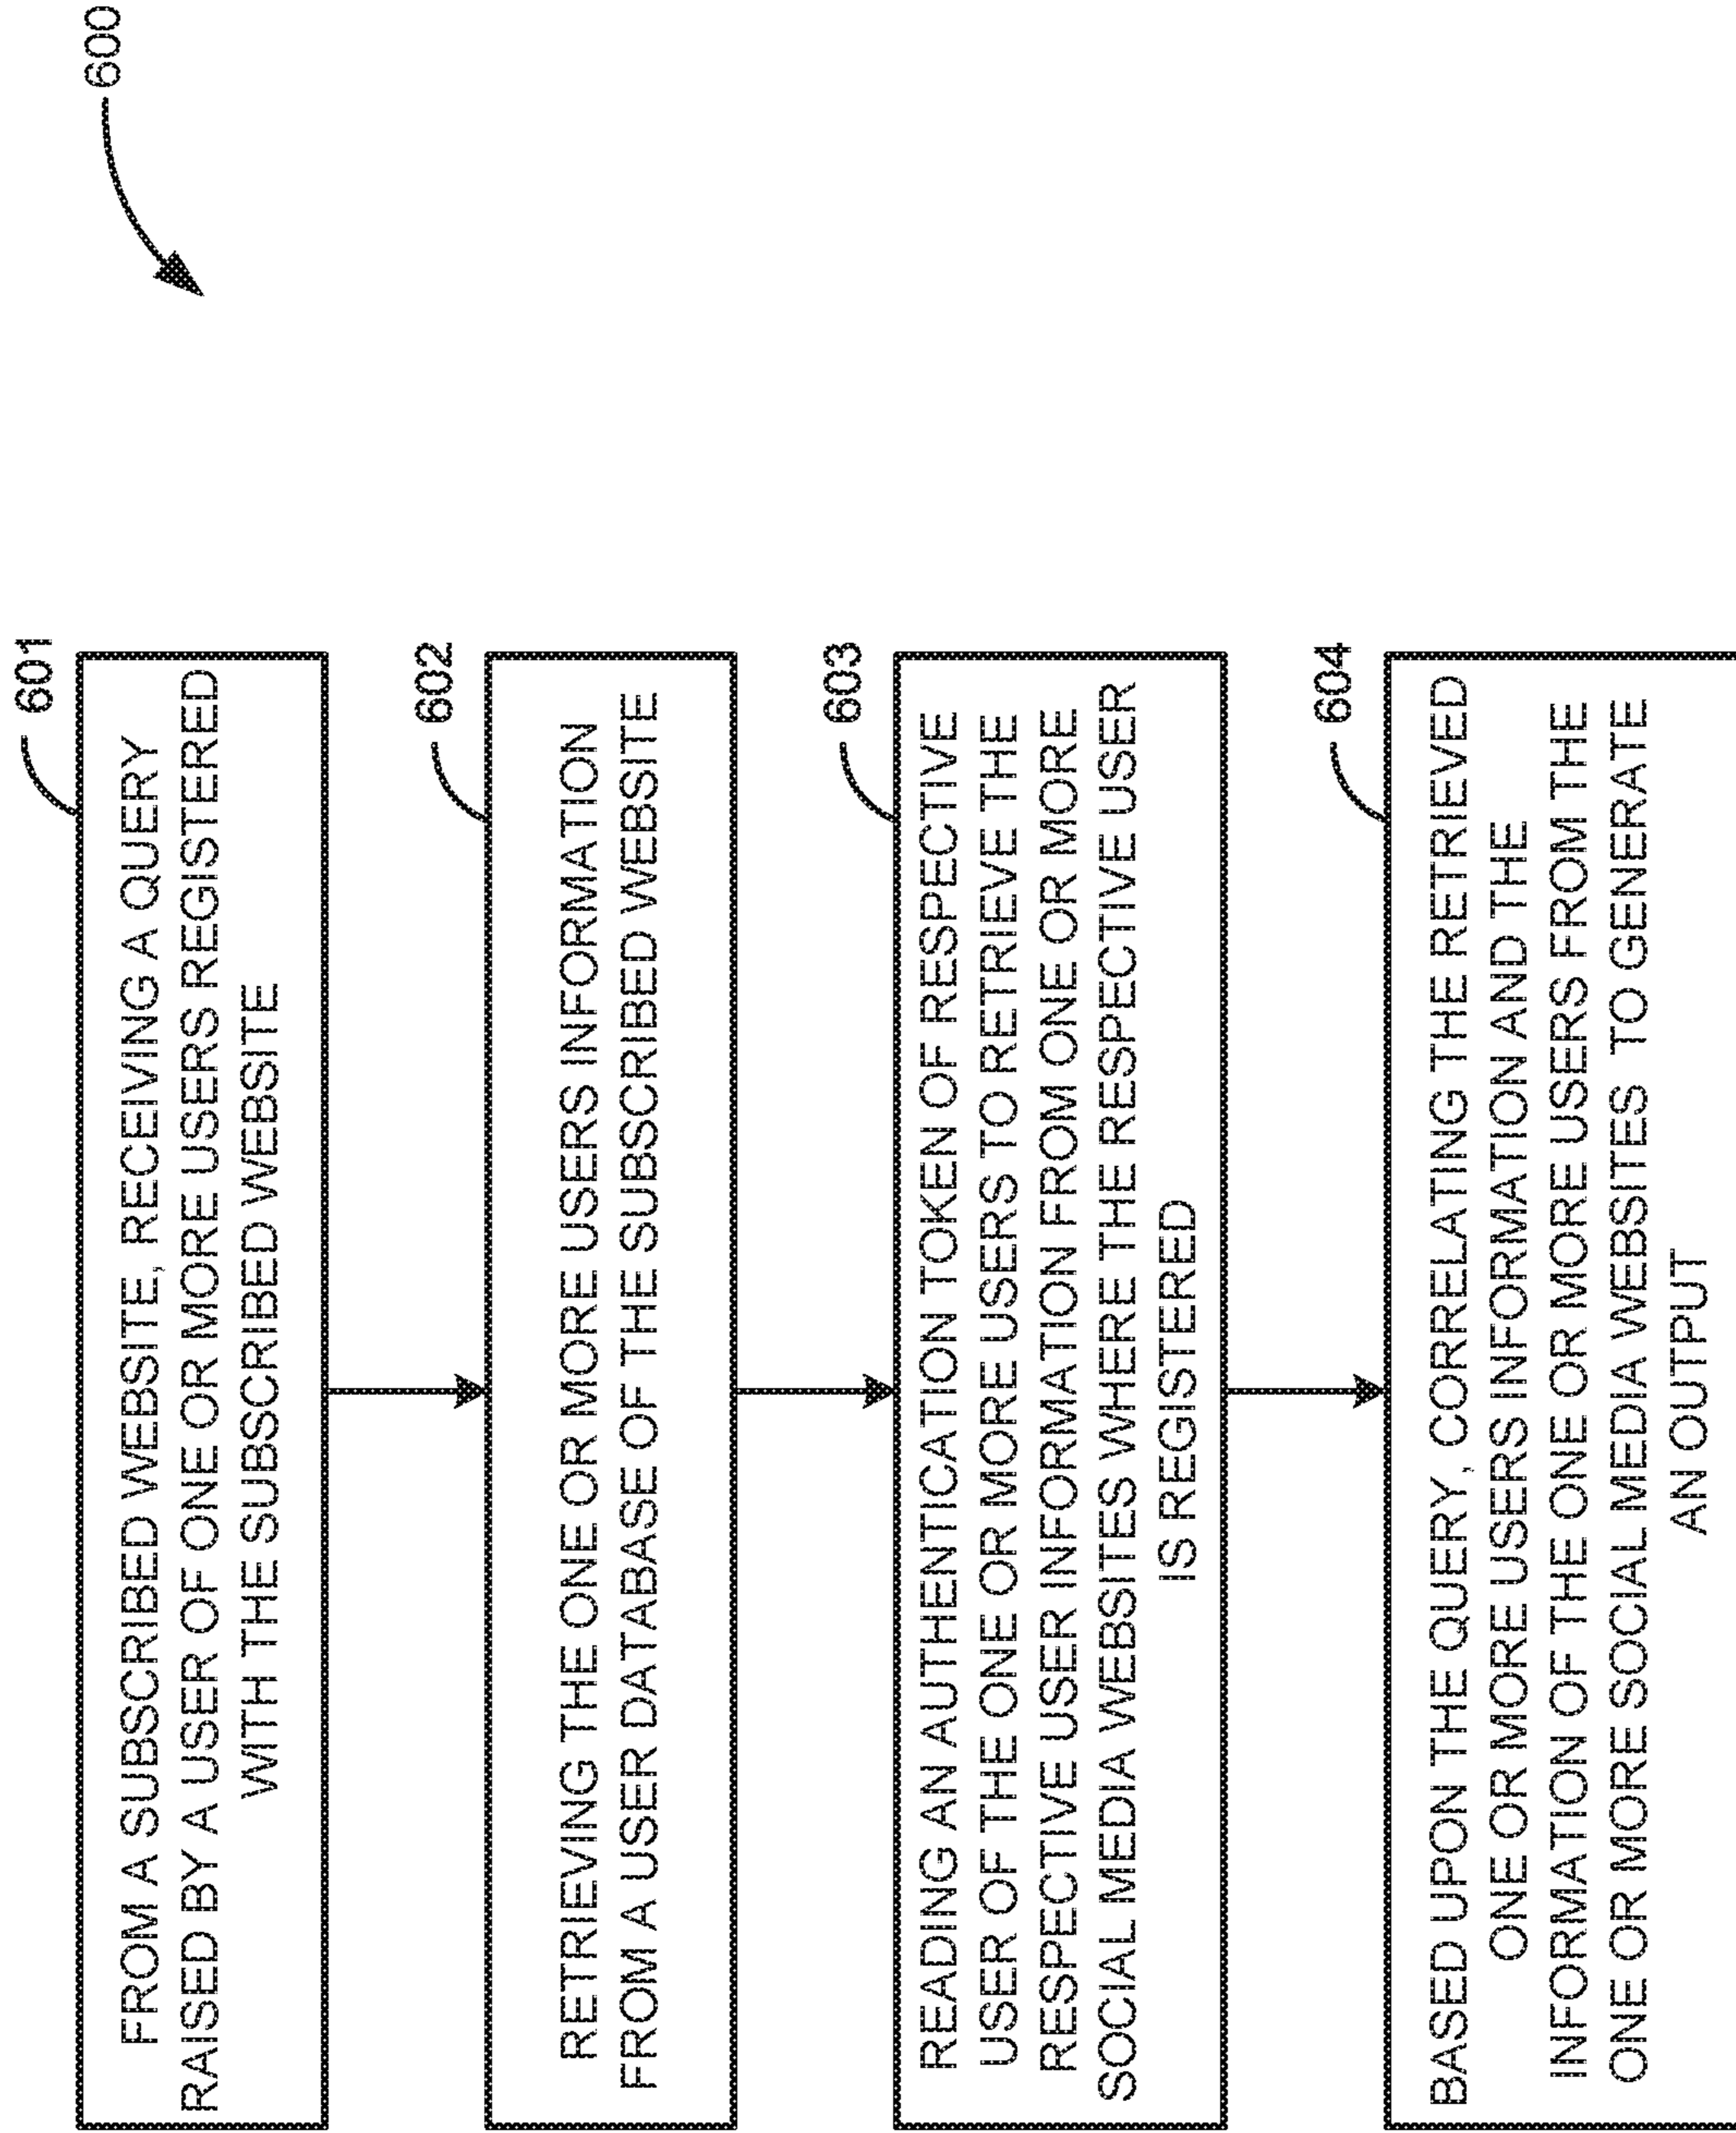 600
601
FROM A SUBSCRIBED WEBSITE, RECEIVING A QUERY
RAISED BY A USER OF ONE OR MORE USERS REGISTERED
WITH THE SUBSCRIBED WEBSITE
602
RETRIEVING THE ONE OR MORE USERS INFORMATION
FROM A USER DATABASE OF THE SUBSCRIBED WEBSITE
603
READING AN AUTHENTICATION TOKEN OF RESPECTIVE
USER OF THE ONE OR MORE USERS TO RETRIEVE THE
RESPECTIVE USER INFORMATION FROM ONE OR MORE
SOCIAL MEDIA WEBSITES WHERE THE RESPECTIVE USER
IS REGISTERED
604
BASED UPON THE QUERY, CORRELATING THE RETRIEVED
ONE OR MORE USERS INFORMATION AND THE
INFORMATION OF THE ONE OR MORE USERS FROM THE
ONE OR MORE SOCIAL MEDIA WEBSITES TO GENERATE
AN OUTPUT